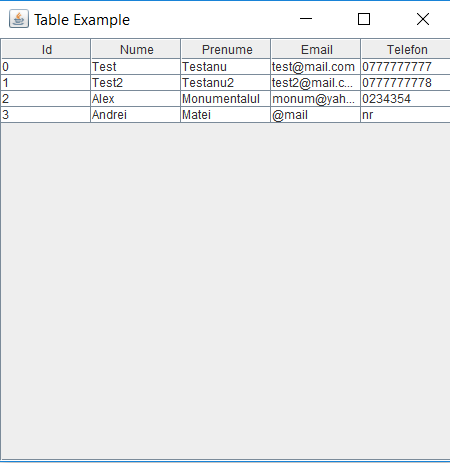 Table Example
Id Nume Prenume Email Telefon
0 Test Testanu test@mail.com 0777777777
1 Test2 Testanu2 test2@mail.c... 0777777778
2 Alex Monumentalul monum@yah... 0234354
3 Andrei Matei @mail nr